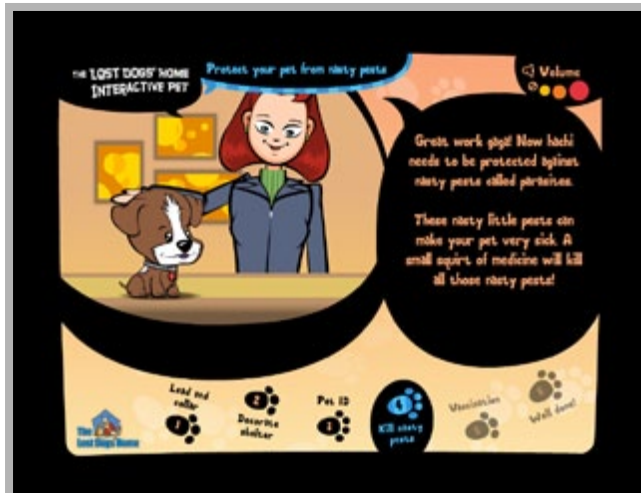 THE 'LOST DOGS' HOME
INTERACTIVE PET
Protect your pet from nasty pests
Volume
Great work gigi! Now hachi
needs to be protected against
nasty pests called parasites.
These nasty little pests can
make your pet very sick. A
small squirt of medicine will kill
all those nasty pests!
Lead and
collar
1
2
Decorate
shelter
Pet ID
3
4
Kill nasty
pests
Vaccination
5
Well done!
The
Lost Dogs Home